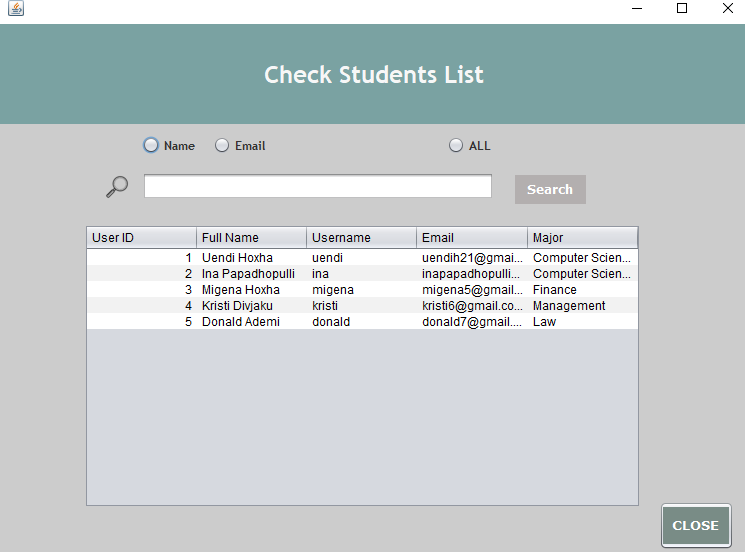 Check Students List
Name Email ALL
Search
User ID Full Name Username Email Major
1 Uendi Hoxha uendi uendih21@gmai... Computer Scien...
2 Ina Papadhopulli ina inapapadhopulli... Computer Scien...
3 Migena Hoxha migena migena5@gmail... Finance
4 Kristi Divjaku kristi kristi6@gmail.co... Management
5 Donald Ademi donald donald7@gmail.... Law
CLOSE